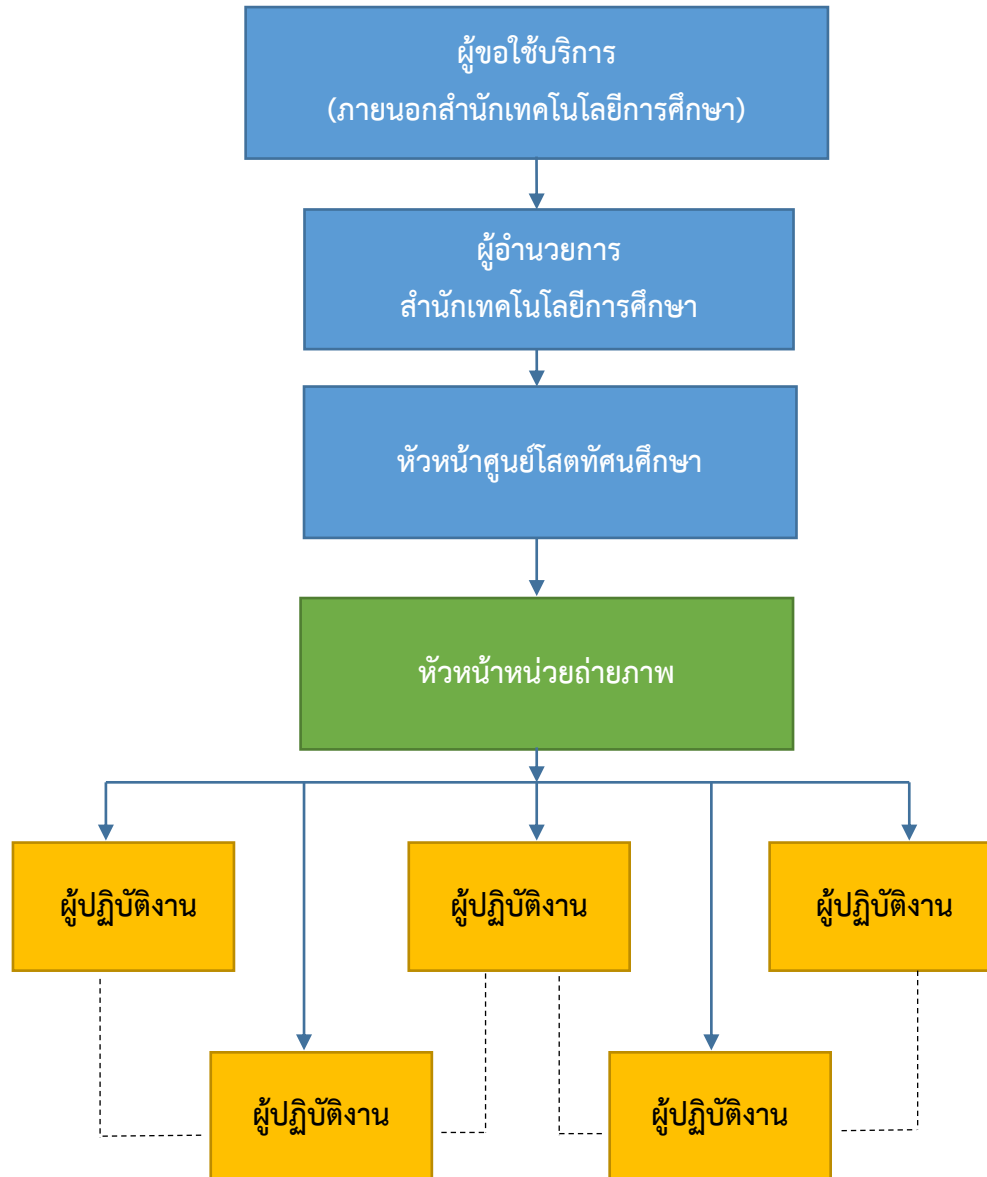 ผู้ขอใช้บริการ
(ภายนอกสำนักเทคโนโลยีการศึกษา)
ผู้อำนวยการ
สำนักเทคโนโลยีการศึกษา
หัวหน้าศูนย์โสตทัศนศึกษา
หัวหน้าหน่วยถ่ายภาพ
ผู้ปฏิบัติงาน
ผู้ปฏิบัติงาน
ผู้ปฏิบัติงาน
ผู้ปฏิบัติงาน
ผู้ปฏิบัติงาน